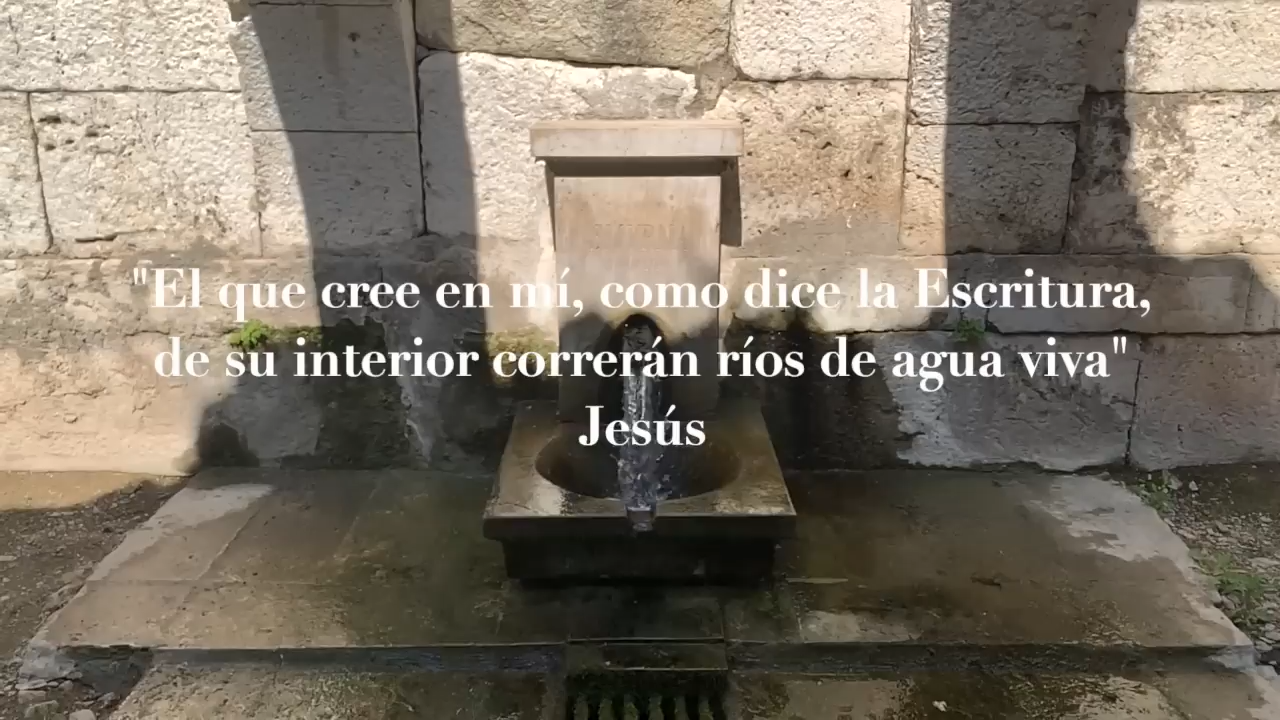 "El que cree en mí, como dice la Escritura,
de su interior correrán ríos de agua viva"
Jesús